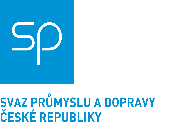 sp
SVAZ PRŮMYSLU A DOPRAVY
ČESKÉ REPUBLIKY